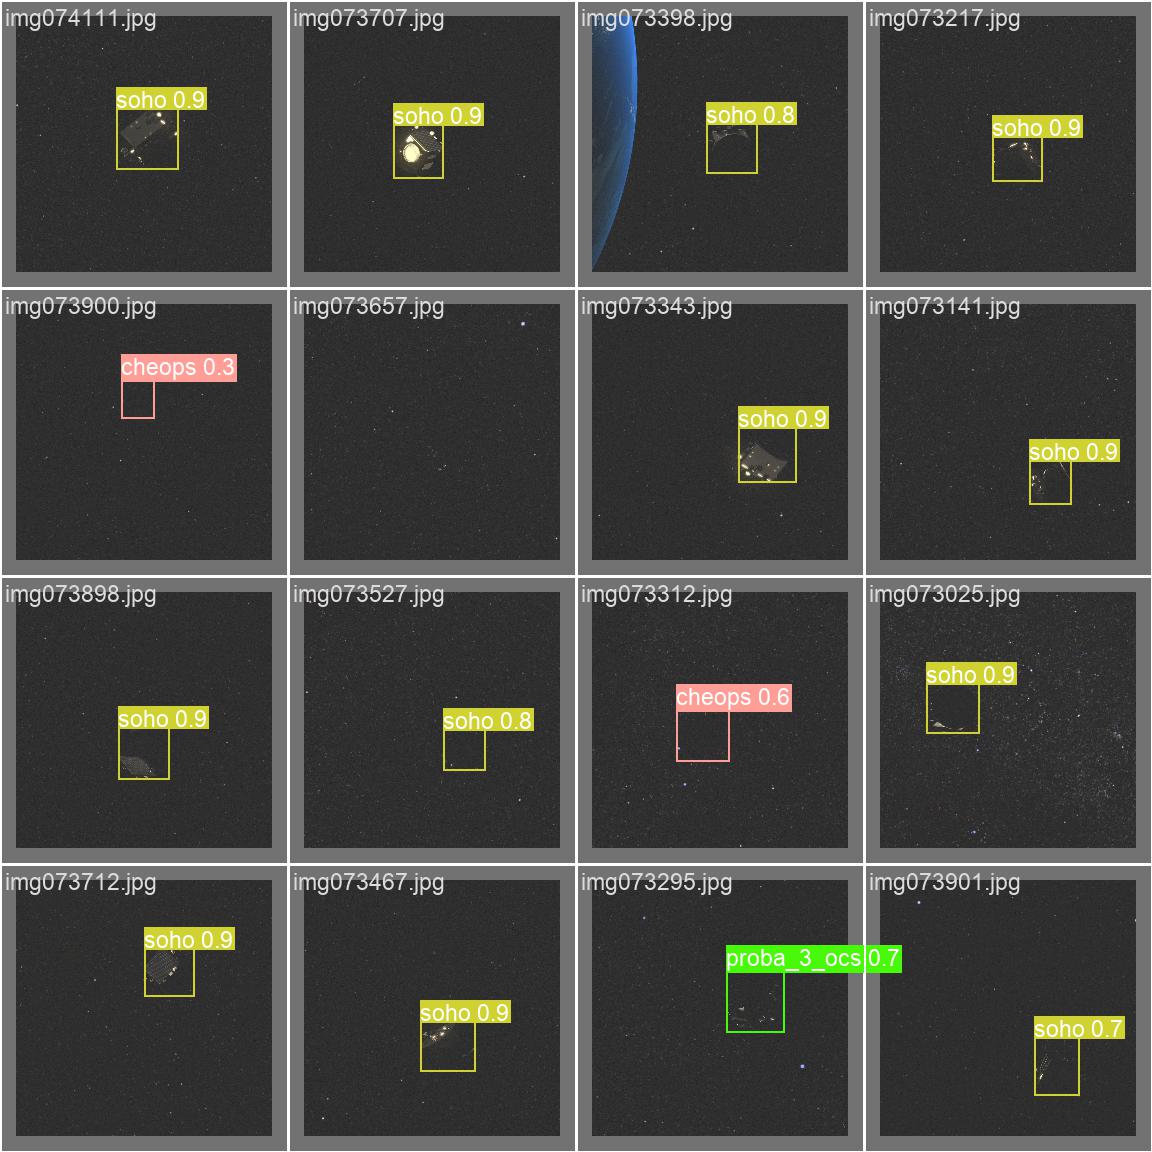 img074111.jpg
soho 0.9
img073707.jpg
soho 0.9
img073398.jpg
soho 0.8
img073217.jpg
soho 0.9
img073900.jpg
cheops 0.3
img073657.jpg
img073343.jpg
soho 0.9
img073141.jpg
soho 0.9
img073898.jpg
soho 0.9
img073527.jpg
soho 0.8
img073312.jpg
cheops 0.6
img073025.jpg
soho 0.9
img073712.jpg
soho 0.9
img073467.jpg
soho 0.9
img073295.jpg
proba_3_ocs 0.7
img073901.jpg
soho 0.7